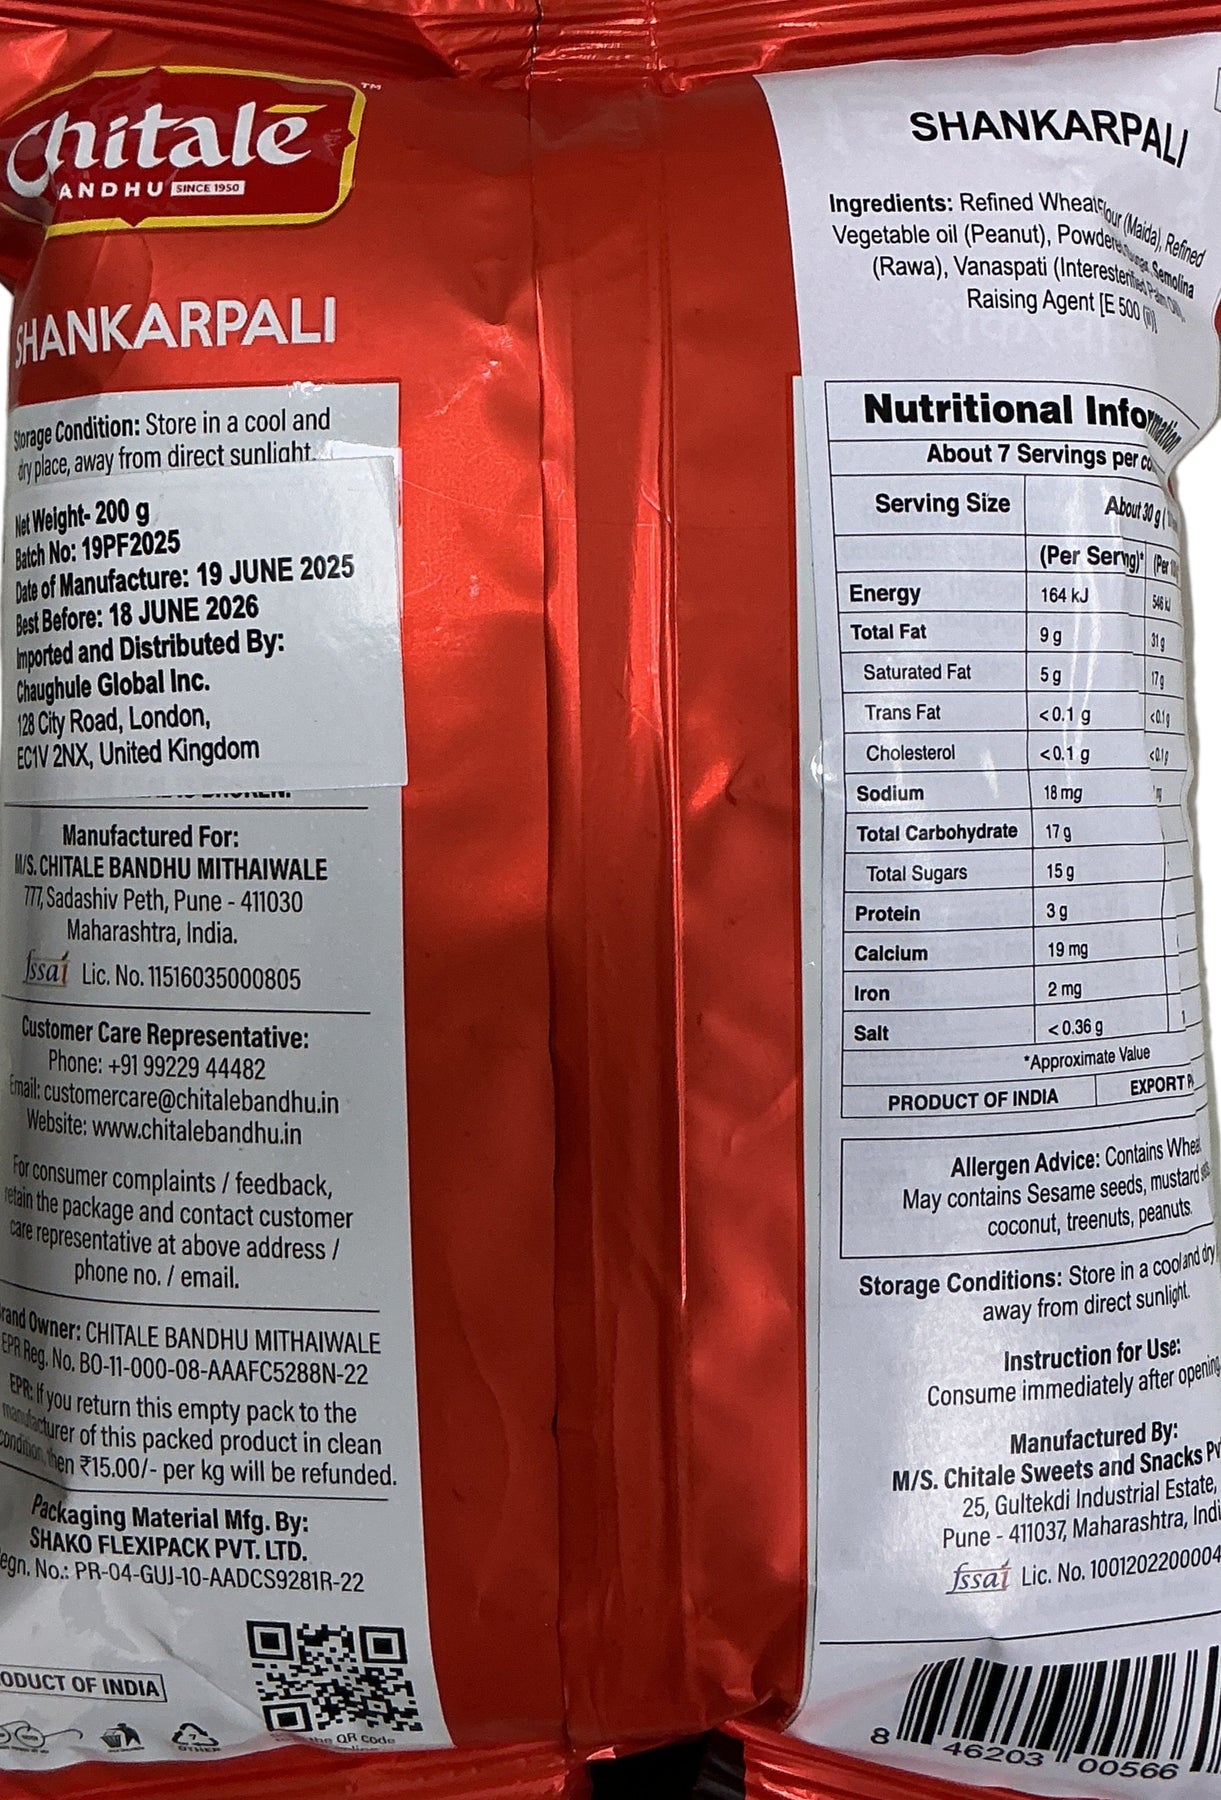 Chitale
TM
ANDHU SINCE 1950
SHANKARPALI
Storage Condition: Store in a cool and
dry place, away from direct sunlight.
Net Weight- 200 g
Batch No: 19PF2025
Date of Manufacture: 19 JUNE 2025
Best Before: 18 JUNE 2026
Imported and Distributed By:
Chaughule Global Inc.
128 City Road, London,
EC1V 2NX, United Kingdom
Manufactured For:
M/S. CHITALE BANDHU MITHAIWALE
777, Sadashiv Peth, Pune - 411030
Maharashtra, India.
fssai Lic. No. 11516035000805
Customer Care Representative:
Phone: +91 99229 44482
Email: customercare@chitalebandhu.in
Website: www.chitalebandhu.in
For consumer complaints / feedback,
retain the package and contact customer
care representative at above address /
phone no. / email.
Brand Owner: CHITALE BANDHU MITHAIWALE
EPR Reg. No. BO-11-000-08-AAAFC5288N-22
EPR: If you return this empty pack to the
manufacturer of this packed product in clean
condition then ₹15.00/- per kg will be refunded.
Packaging Material Mfg. By:
SHAKO FLEXIPACK PVT. LTD.
Regn. No.: PR-04-GUJ-10-AADCS9281R-22
ODUCT OF INDIA
7
OTHER
the QR code
SHANKARPALI
Ingredients: Refined Wheat Flour (Maida), Refined
Vegetable oil (Peanut), Powdered Sugar, Semolina
(Rawa), Vanaspati (Interesterified Palm Oil),
Raising Agent [E 500 (ii)]
Nutritional Information
About 7 Servings per co
Serving Size About 30 g (
(Per Serving)* (Per
Energy 164 kJ 546 kJ
Total Fat 9 g 31 g
Saturated Fat 5 g 17 g
Trans Fat <0.1 g <0.1 g
Cholesterol <0.1 g <0.1 g
Sodium 18 mg mg
Total Carbohydrate 17 g
Total Sugars 15 g
Protein 3 g
Calcium 19 mg
Iron 2 mg
Salt <0.36 g
*Approximate Value
PRODUCT OF INDIA EXPORT P
Allergen Advice: Contains Wheat
May contains Sesame seeds, mustard
coconut, treenuts, peanuts.
Storage Conditions: Store in a cool and dry
away from direct sunlight.
Instruction for Use:
Consume immediately after opening
Manufactured By:
M/S. Chitale Sweets and Snacks Pv
25, Gultekdi Industrial Estate,
Pune - 411037, Maharashtra, Indi
fssai Lic. No. 1001202200004
8 46203 00566